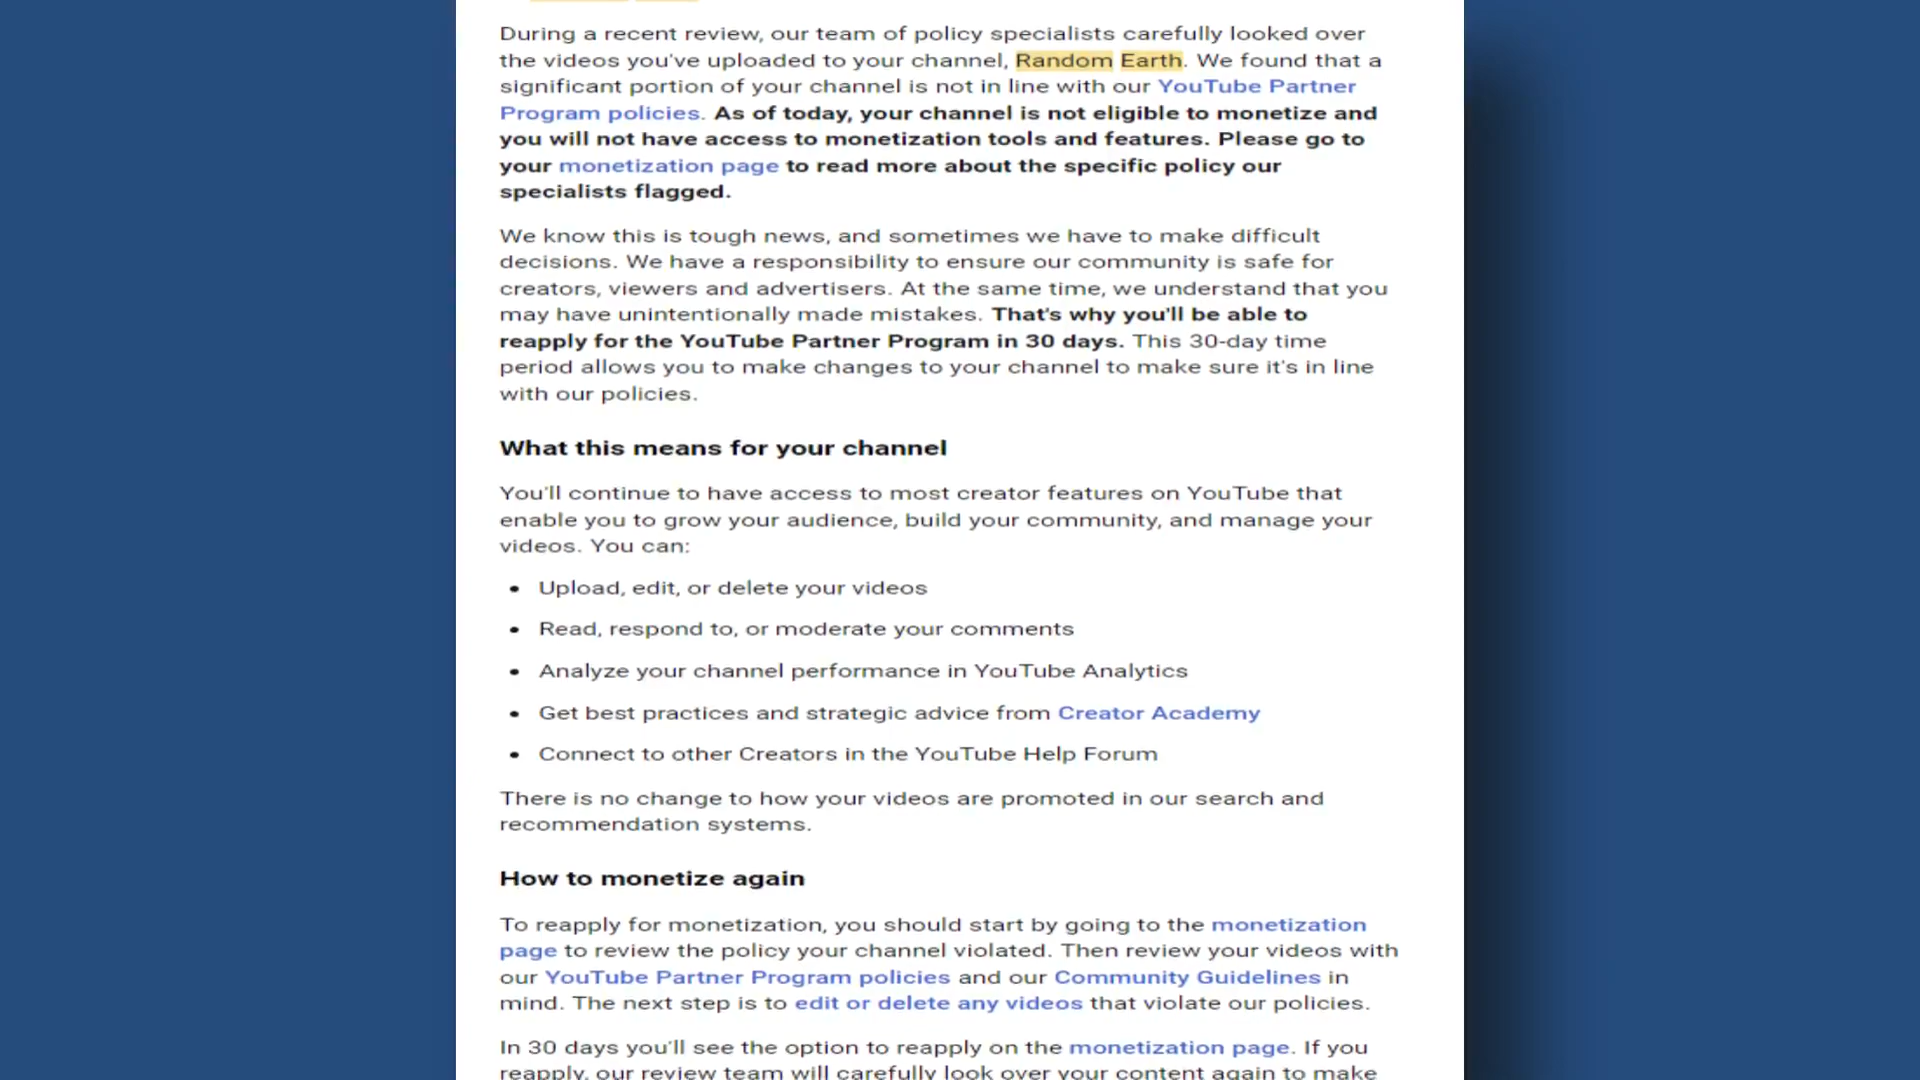 During a recent review, our team of policy specialists carefully looked over
the videos you've uploaded to your channel, Random Earth. We found that a
significant portion of your channel is not in line with our YouTube Partner
Program policies. As of today, your channel is not eligible to monetize and
you will not have access to monetization tools and features. Please go to
your monetization page to read more about the specific policy our
specialists flagged.
We know this is tough news, and sometimes we have to make difficult
decisions. We have a responsibility to ensure our community is safe for
creators, viewers and advertisers. At the same time, we understand that you
may have unintentionally made mistakes. That's why you'll be able to
reapply for the YouTube Partner Program in 30 days. This 30-day time
period allows you to make changes to your channel to make sure it's in line
with our policies.
What this means for your channel
You'll continue to have access to most creator features on YouTube that
enable you to grow your audience, build your community, and manage your
videos. You can:
• Upload, edit, or delete your videos
• Read, respond to, or moderate your comments
• Analyze your channel performance in YouTube Analytics
• Get best practices and strategic advice from Creator Academy
• Connect to other Creators in the YouTube Help Forum
There is no change to how your videos are promoted in our search and
recommendation systems.
How to monetize again
To reapply for monetization, you should start by going to the monetization
page to review the policy your channel violated. Then review your videos with
our YouTube Partner Program policies and our Community Guidelines in
mind. The next step is to edit or delete any videos that violate our policies.
In 30 days you'll see the option to reapply on the monetization page. If you
reapply, our review team will carefully look over your content again to make